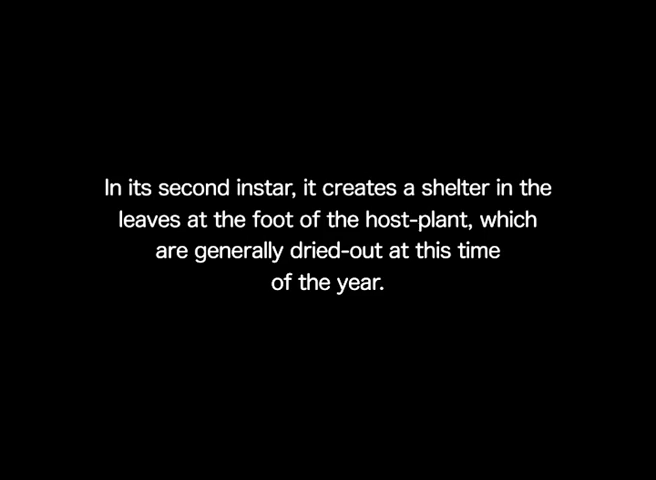 In its second instar, it creates a shelter in the
leaves at the foot of the host-plant, which
are generally dried-out at this time
of the year.